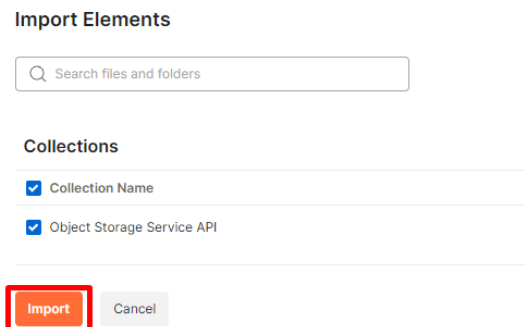 Import Elements
Search files and folders
Collections
Collection Name
Object Storage Service API
Import Cancel